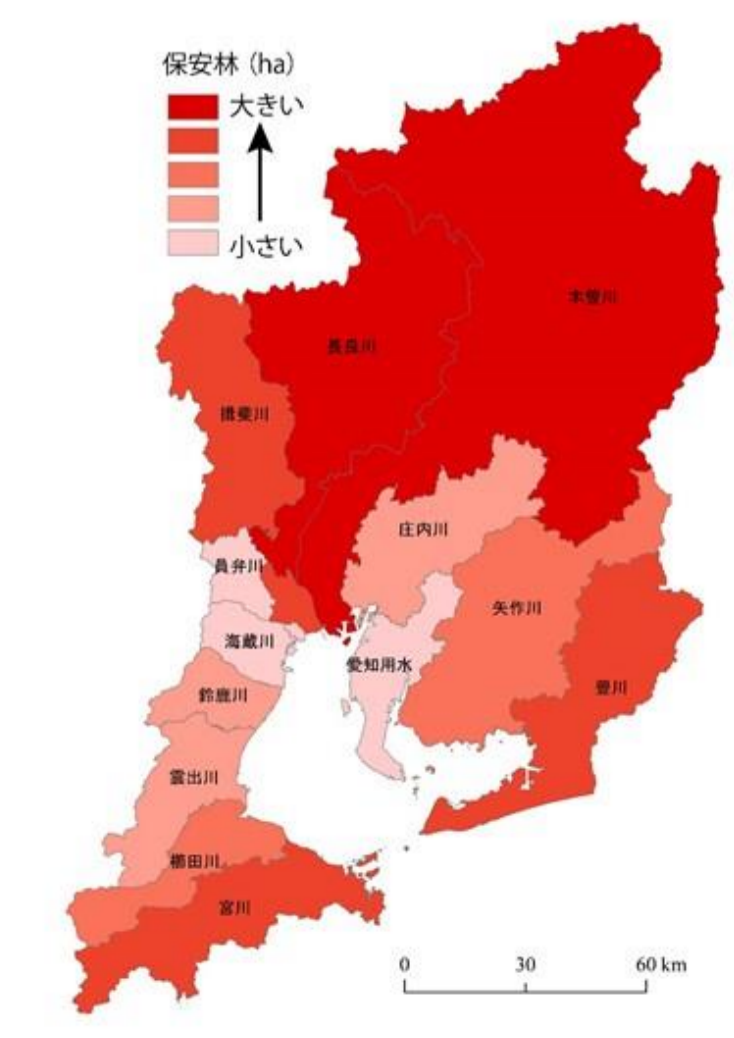 保安林 (ha)
大きい
小さい
木曽川
長良川
揖斐川
庄内川
員弁川
矢作川
海蔵川
愛知用水
豊川
鈴鹿川
雲出川
櫛田川
宮川
0 30 60 km